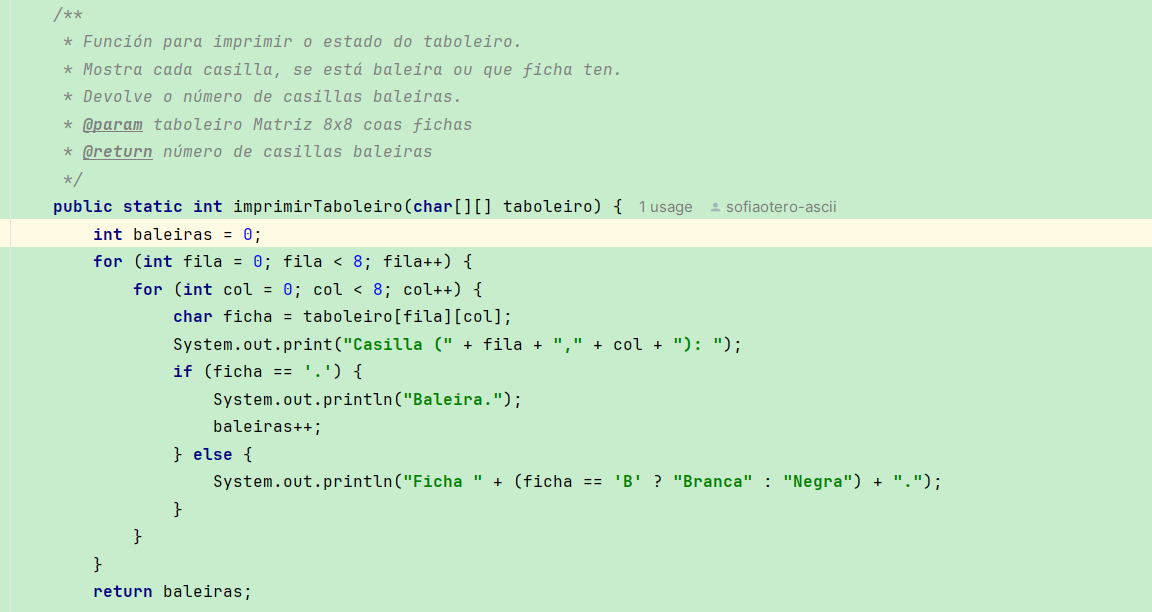 /**
 * Función para imprimir o estado do taboleiro.
 * Mostra cada casilla, se está baleira ou que ficha ten.
 * Devolve o número de casillas baleiras.
 * @param taboleiro Matriz 8x8 coas fichas
 * @return número de casillas baleiras
 */
public static int imprimirTaboleiro(char[][] taboleiro) { 1 usage sofiaotero-ascii
    int baleiras = 0;
    for (int fila = 0; fila < 8; fila++) {
        for (int col = 0; col < 8; col++) {
            char ficha = taboleiro[fila][col];
            System.out.print("Casilla (" + fila + "," + col + "): ");
            if (ficha == '.') {
                System.out.println("Baleira.");
                baleiras++;
            } else {
                System.out.println("Ficha " + (ficha == 'B' ? "Branca" : "Negra") + ".");
            }
        }
    }
    return baleiras;